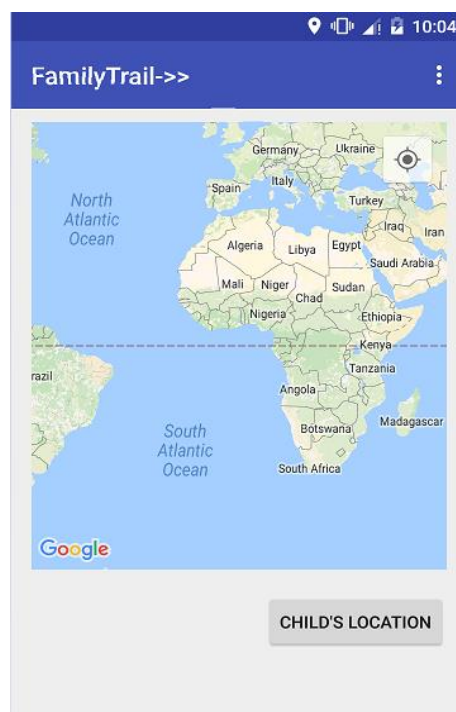 10:04
FamilyTrail->>
Germany
Ukraine
Spain
Italy
Turkey
North
Atlantic
Ocean
Iraq
Iran
Algeria
Libya
Egypt
Saudi Arabia
Mali
Niger
Chad
Sudan
Nigeria
Ethiopia
Kenya
razil
Tanzania
Angola
South
Atlantic
Ocean
Botswana
Madagascar
South Africa
Google
CHILD'S LOCATION